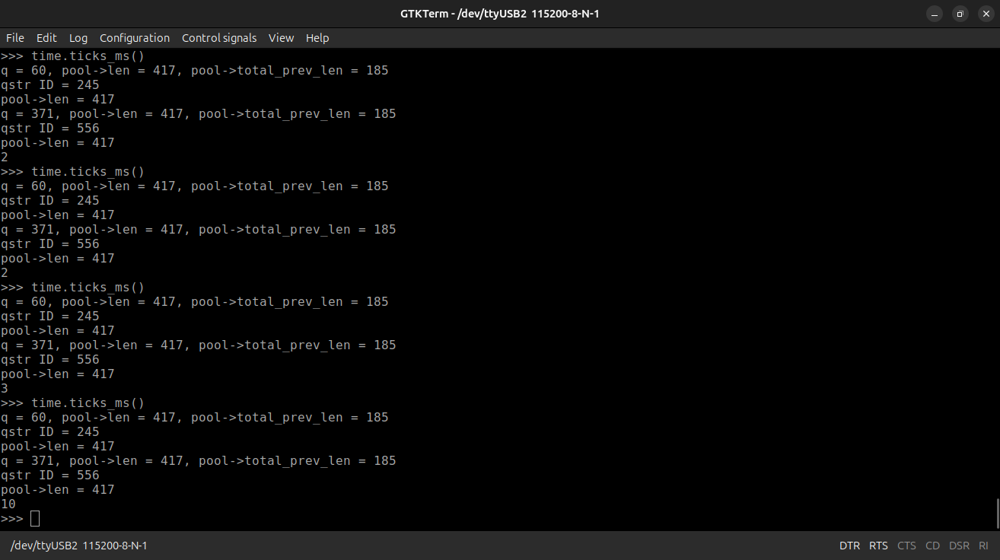 GTKTerm - /dev/ttyUSB2 115200-8-N-1
File Edit Log Configuration Control signals View Help
>>> time.ticks_ms()
q = 60, pool->len = 417, pool->total_prev_len = 185
qstr ID = 245
pool->len = 417
q = 371, pool->len = 417, pool->total_prev_len = 185
qstr ID = 556
pool->len = 417
2
>>> time.ticks_ms()
q = 60, pool->len = 417, pool->total_prev_len = 185
qstr ID = 245
pool->len = 417
q = 371, pool->len = 417, pool->total_prev_len = 185
qstr ID = 556
pool->len = 417
2
>>> time.ticks_ms()
q = 60, pool->len = 417, pool->total_prev_len = 185
qstr ID = 245
pool->len = 417
q = 371, pool->len = 417, pool->total_prev_len = 185
qstr ID = 556
pool->len = 417
3
>>> time.ticks_ms()
q = 60, pool->len = 417, pool->total_prev_len = 185
qstr ID = 245
pool->len = 417
q = 371, pool->len = 417, pool->total_prev_len = 185
qstr ID = 556
pool->len = 417
10
>>>
/dev/ttyUSB2 115200-8-N-1 DTR RTS CTS CD DSR RI